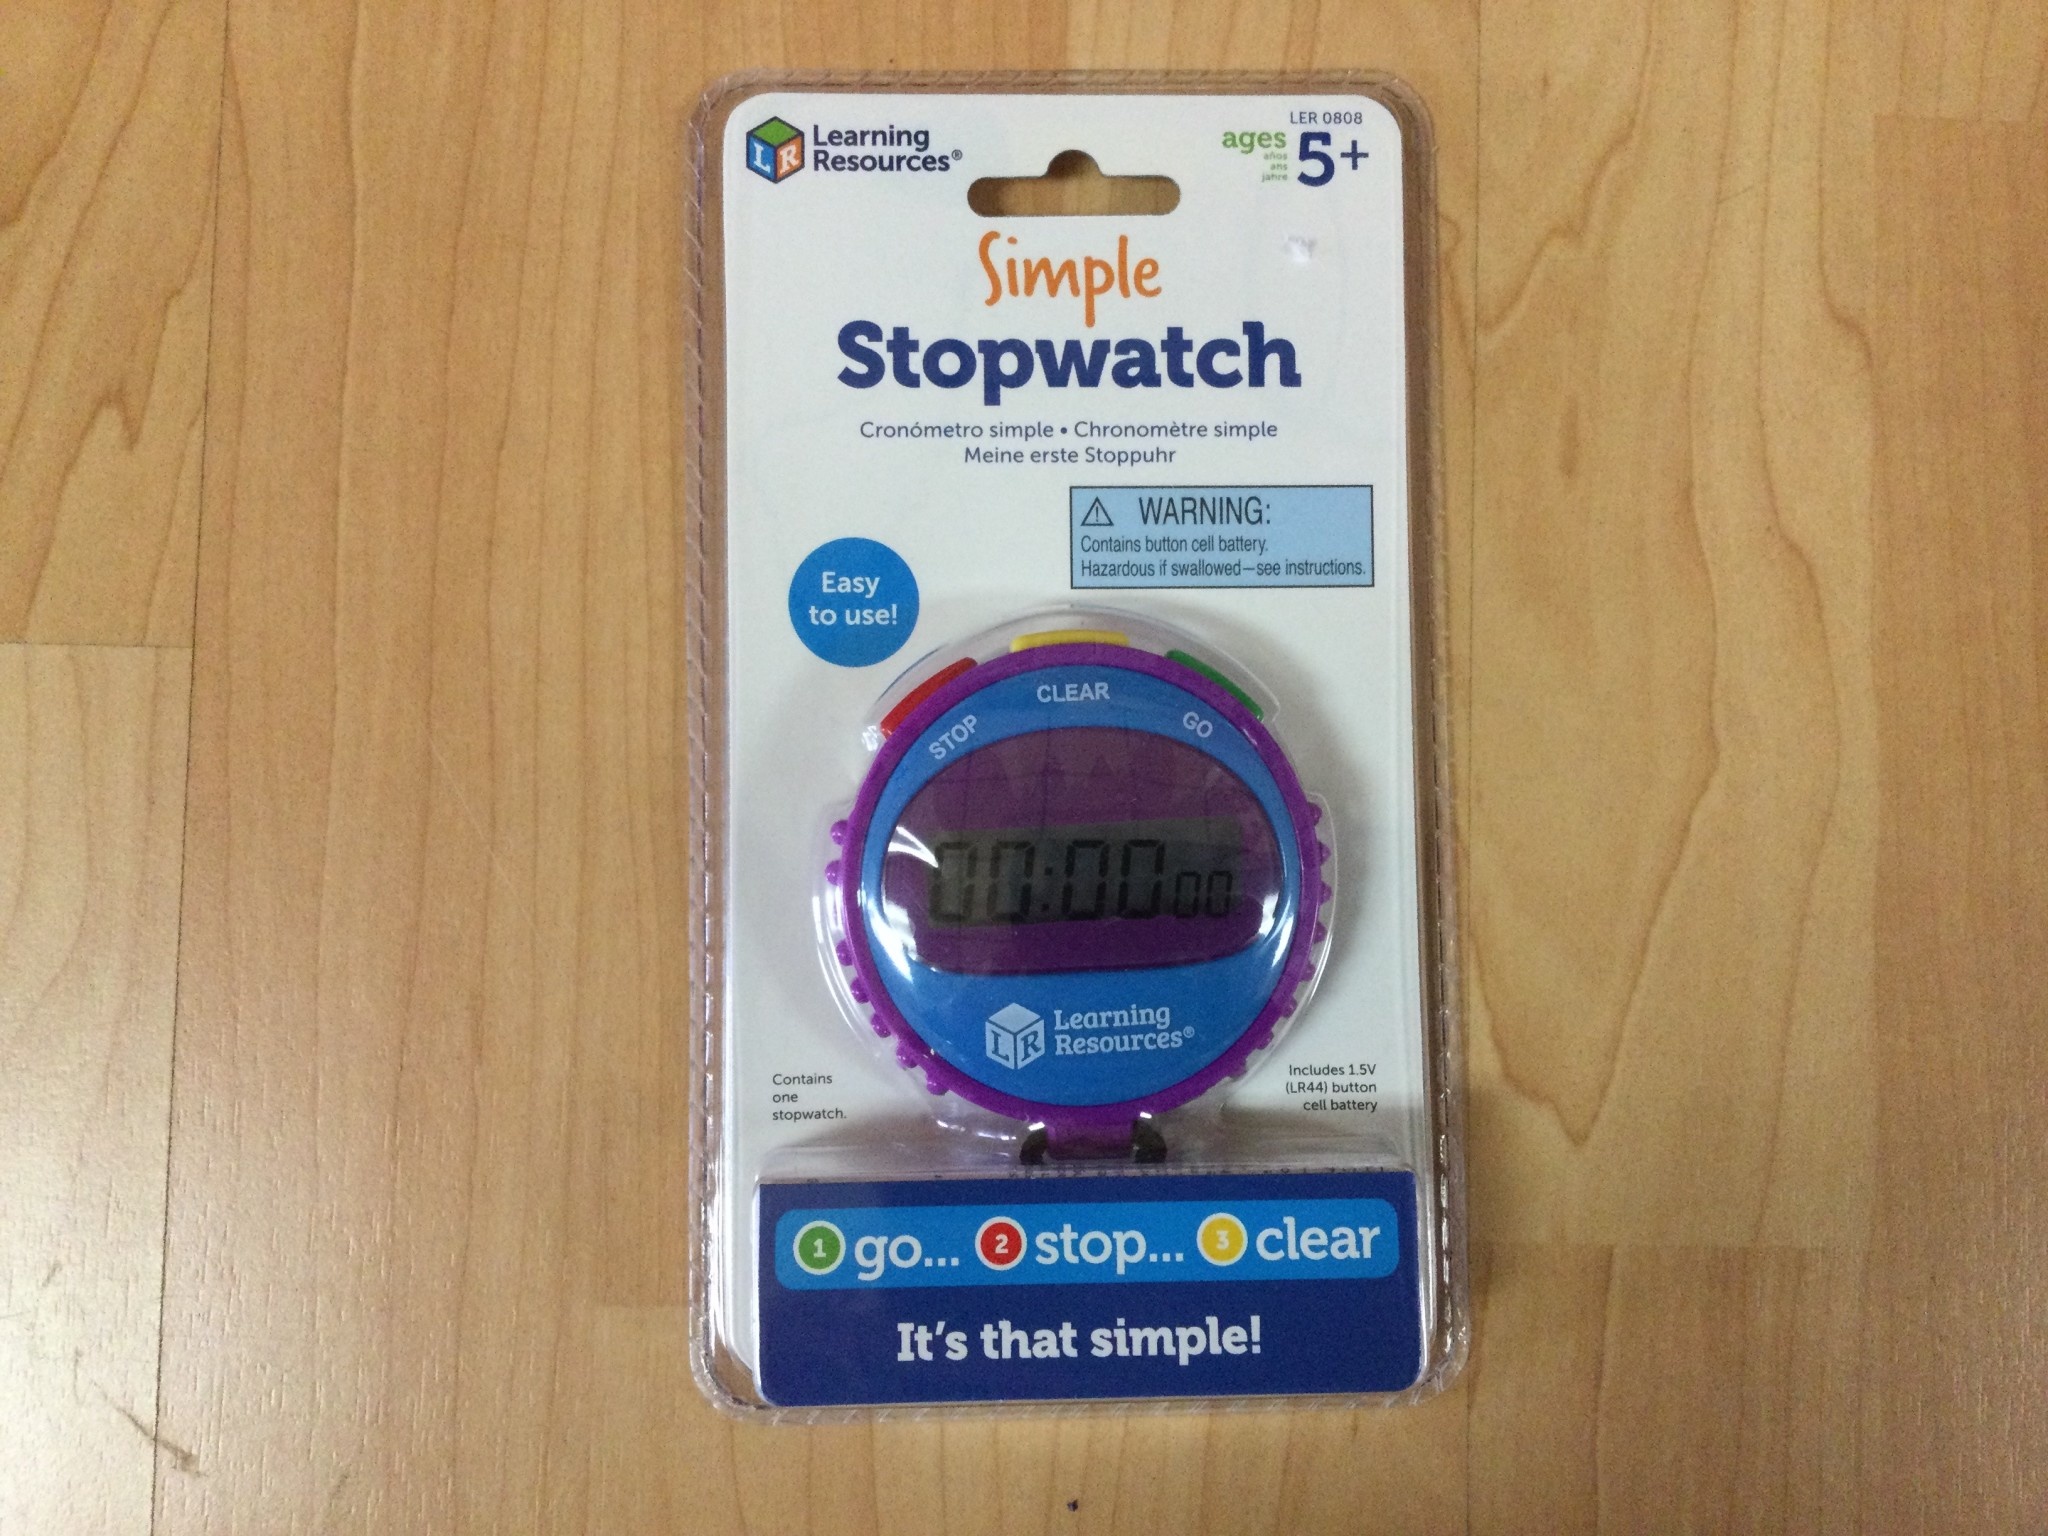 Learning
Resources®
LER 0808
ages
años
ans
jahre
5+
Simple
Stopwatch
Cronómetro simple • Chronomètre simple
Meine erste Stoppuhr
WARNING:
Contains button cell battery.
Hazardous if swallowed—see instructions.
Easy
to use!
STOP
CLEAR
GO
00:00 00
LR Learning
Resources®
Contains
one
stopwatch.
Includes 1.5V
(LR44) button
cell battery
1 go... 2 stop... 3 clear
It's that simple!